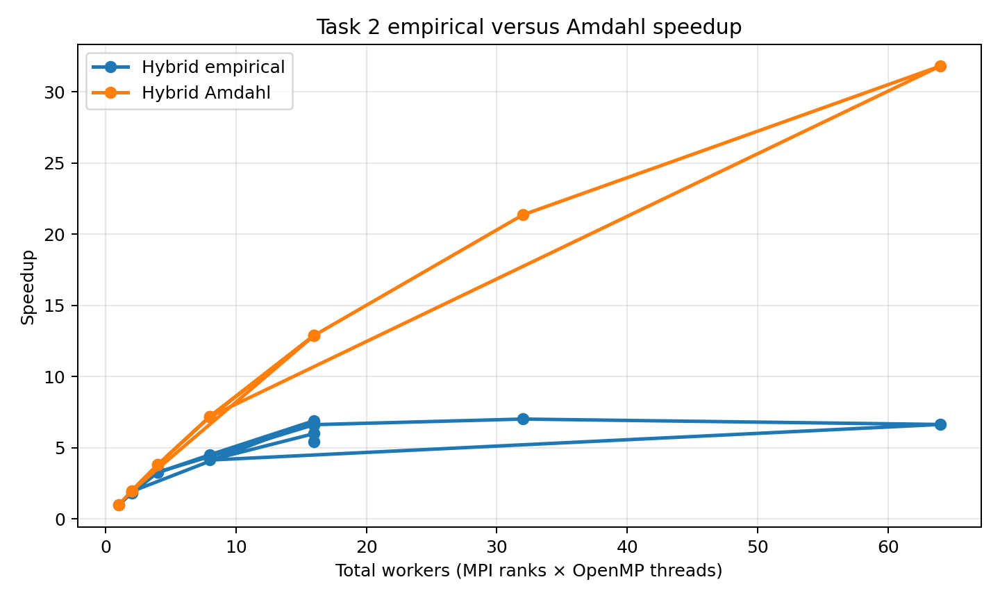 Task 2 empirical versus Amdahl speedup
Hybrid empirical
Hybrid Amdahl
Speedup
30
25
20
15
10
5
0
0 10 20 30 40 50 60
Total workers (MPI ranks × OpenMP threads)